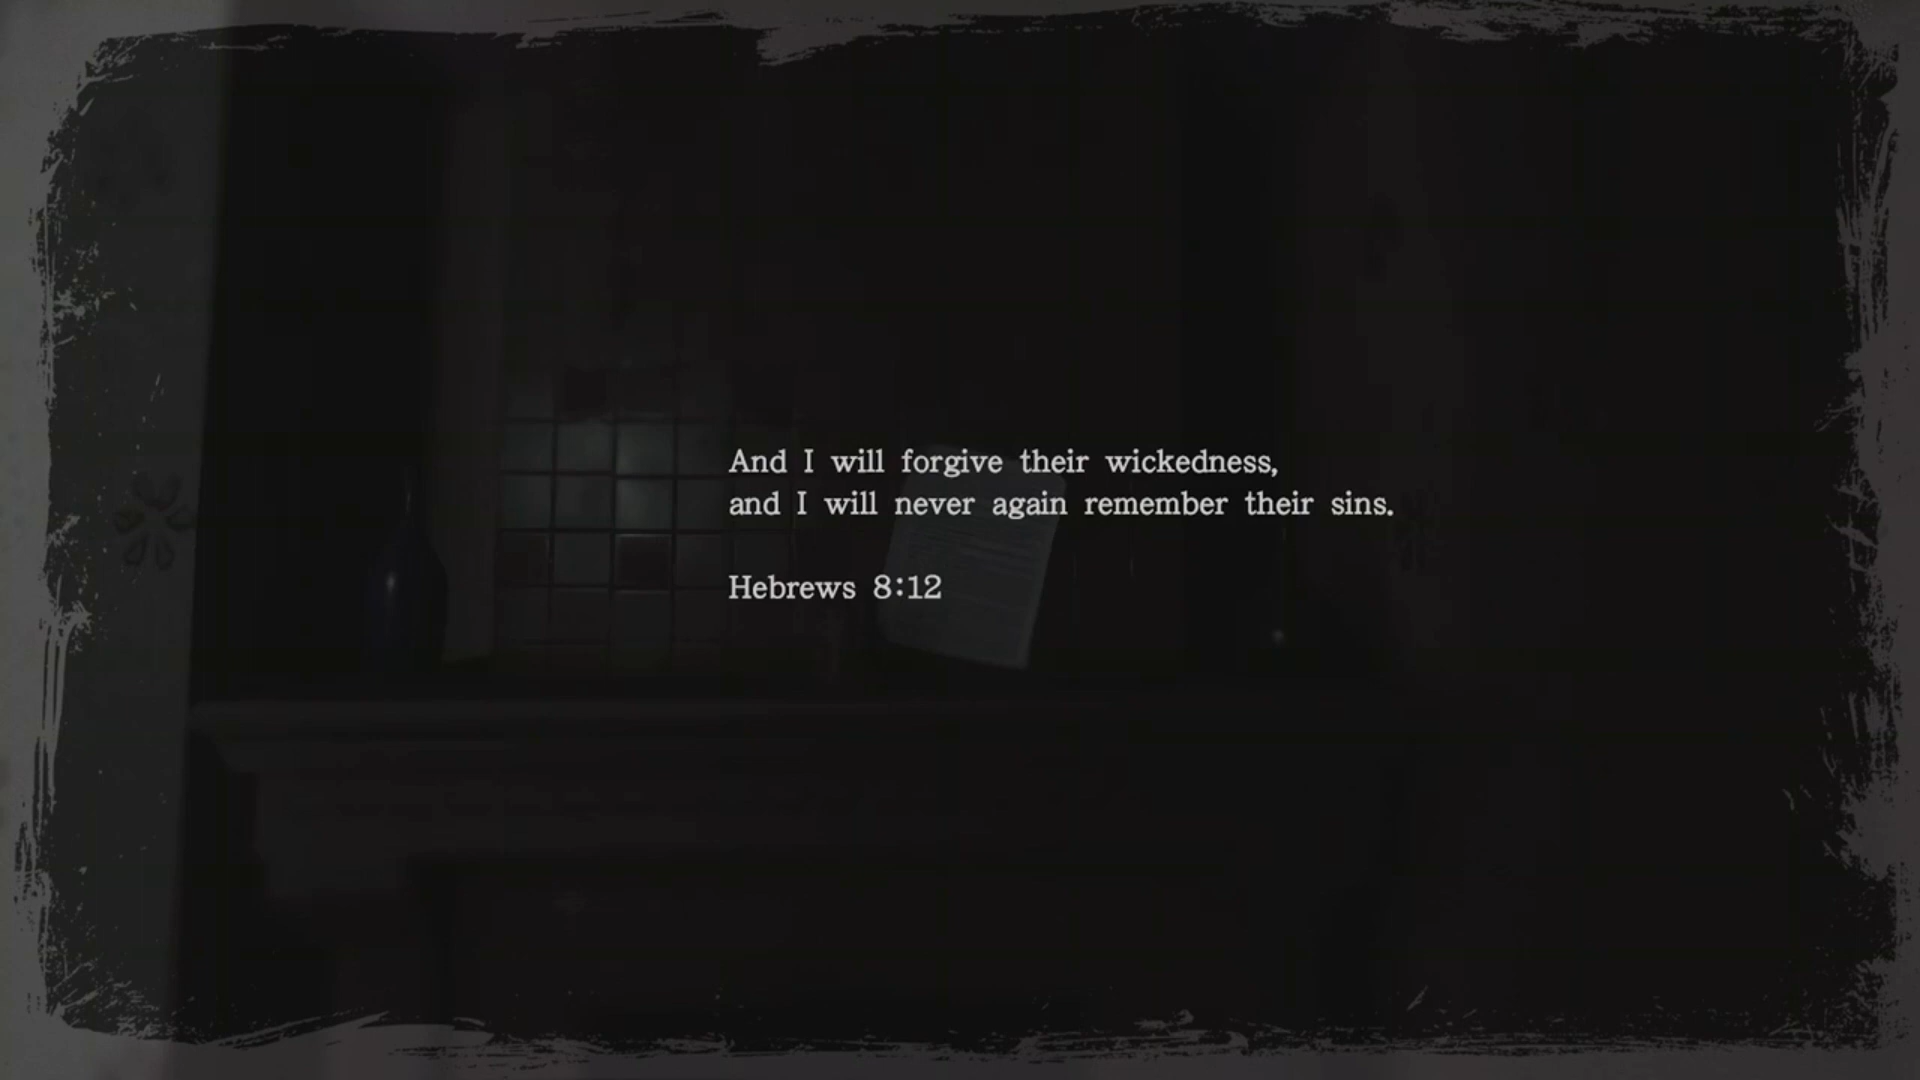 And I will forgive their wickedness,
and I will never again remember their sins.
Hebrews 8:12